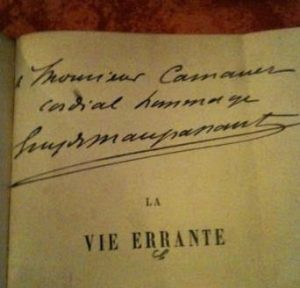 à Monsieur
cordial hommage
Guy de Maupassant
LA
VIE ERRANTE